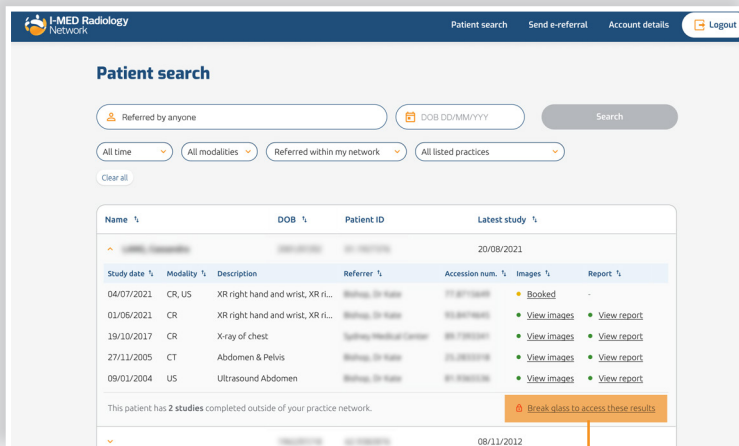 I-MED Radiology
Network
Patient search Send e-referral Account details Logout
Patient search
Referred by anyone DOB DD/MM/YYY Search
All time All modalities Referred within my network All listed practices
Clear all
Name DOB Patient ID Latest study
20/08/2021
Study date Modality Description Referrer Accession num. Images Report
04/07/2021 CR, US XR right hand and wrist, XR ri... Booked -
01/06/2021 CR XR right hand and wrist, XR ri... View images View report
19/10/2017 CR X-ray of chest View images View report
27/11/2005 CT Abdomen & Pelvis View images View report
09/01/2004 US Ultrasound Abdomen View images View report
This patient has 2 studies completed outside of your practice network. Break glass to access these results
08/11/2012